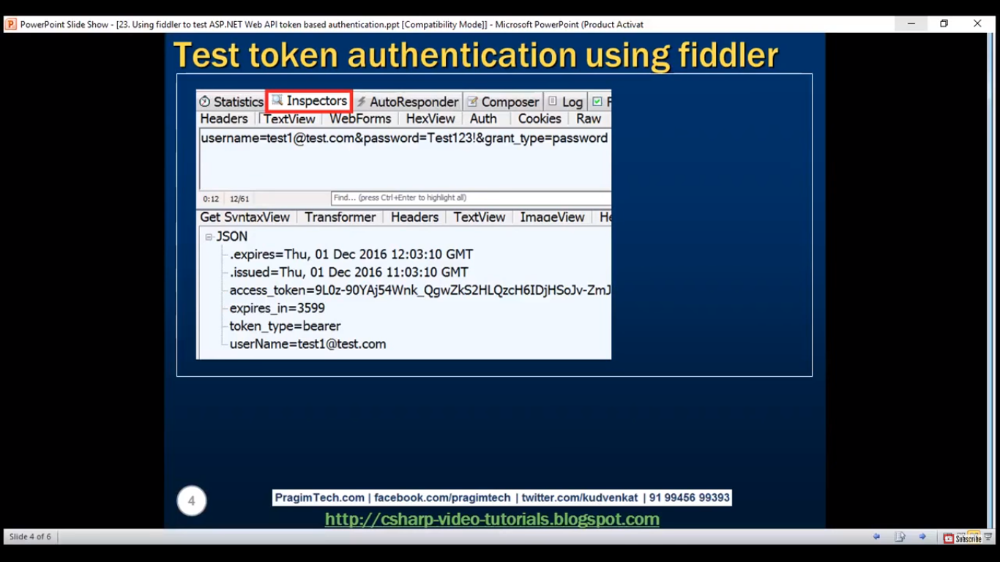 PowerPoint Slide Show - [23. Using fiddler to test ASP.NET Web API token based authentication.ppt [Compatibility Mode]] - Microsoft PowerPoint (Product Activat
Test token authentication using fiddler
Statistics Inspectors AutoResponder Composer Log F
Headers TextView WebForms HexView Auth Cookies Raw
username=test1@test.com&password=Test123!&grant_type=password
0:12 12/61 Find... (press Ctrl+Enter to highlight all)
Get SyntaxView Transformer Headers TextView ImageView He
JSON
.expires=Thu, 01 Dec 2016 12:03:10 GMT
.issued=Thu, 01 Dec 2016 11:03:10 GMT
access_token=9L0z-90YAj54Wnk_QgwZkS2HLQzcH6IDjHSoJv-ZmJ
expires_in=3599
token_type=bearer
userName=test1@test.com
4
PragimTech.com | facebook.com/pragimtech | twitter.com/kudvenkat | 91 99456 99393
http://csharp-video-tutorials.blogspot.com
Slide 4 of 6
Subscribe